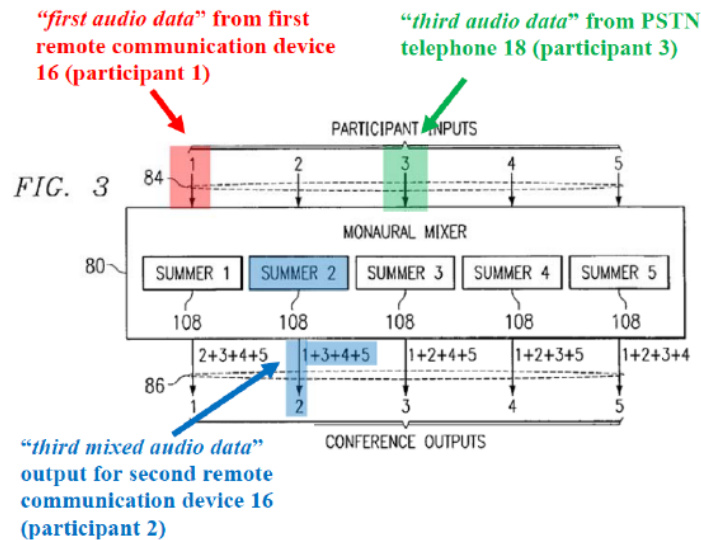 “first audio data” from first
remote communication device
16 (participant 1)
“third audio data” from PSTN
telephone 18 (participant 3)
PARTICIPANT INPUTS
1 2 3 4 5
FIG. 3
84
MONAURAL MIXER
80
SUMMER 1 SUMMER 2 SUMMER 3 SUMMER 4 SUMMER 5
108 108 108 108 108
2+3+4+5 1+3+4+5 1+2+4+5 1+2+3+5 1+2+3+4
86
1 2 3 4 5
CONFERENCE OUTPUTS
“third mixed audio data”
output for second remote
communication device 16
(participant 2)